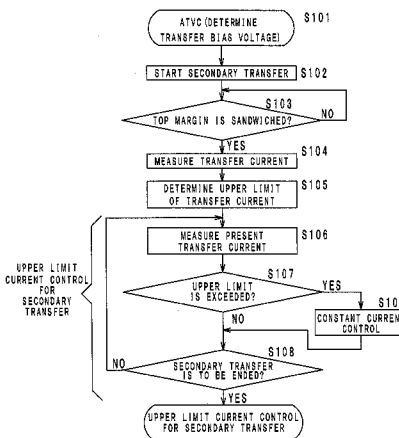 ATVC(DETERMINE
TRANSFER BIAS VOLTAGE)
S101
START SECONDARY TRANSFER
S102
S103
TOP MARGIN IS SANDWICHED?
NO
YES
MEASURE TRANSFER CURRENT
S104
DETERMINE UPPER LIMIT
OF TRANSFER CURRENT
S105
MEASURE PRESENT
TRANSFER CURRENT
S106
UPPER LIMIT
CURRENT CONTROL
FOR
SECONDARY
TRANSFER
S107
UPPER LIMIT
IS EXCEEDED?
YES
NO
CONSTANT CURRENT
CONTROL
S108
SECONDARY TRANSFER
IS TO BE ENDED?
NO
YES
UPPER LIMIT CURRENT CONTROL
FOR SECONDARY TRANSFER